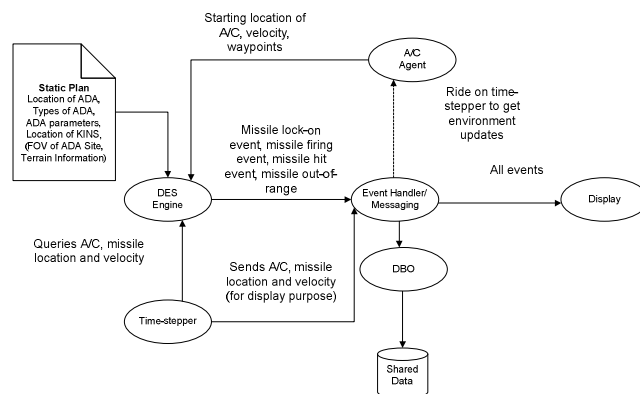 Starting location of
A/C, velocity,
waypoints
A/C
Agent
Static Plan
Location of ADA,
Types of ADA,
ADA parameters,
Location of KINS,
(FOV of ADA Site,
Terrain Information)
Ride on time-
stepper to get
environment
updates
Missile lock-on
event, missile firing
event, missile hit
event, missile out-of-
range
All events
DES
Engine
Event Handler/
Messaging
Display
Queries A/C, missile
location and velocity
Sends A/C, missile
location and velocity
(for display purpose)
DBO
Time-stepper
Shared
Data